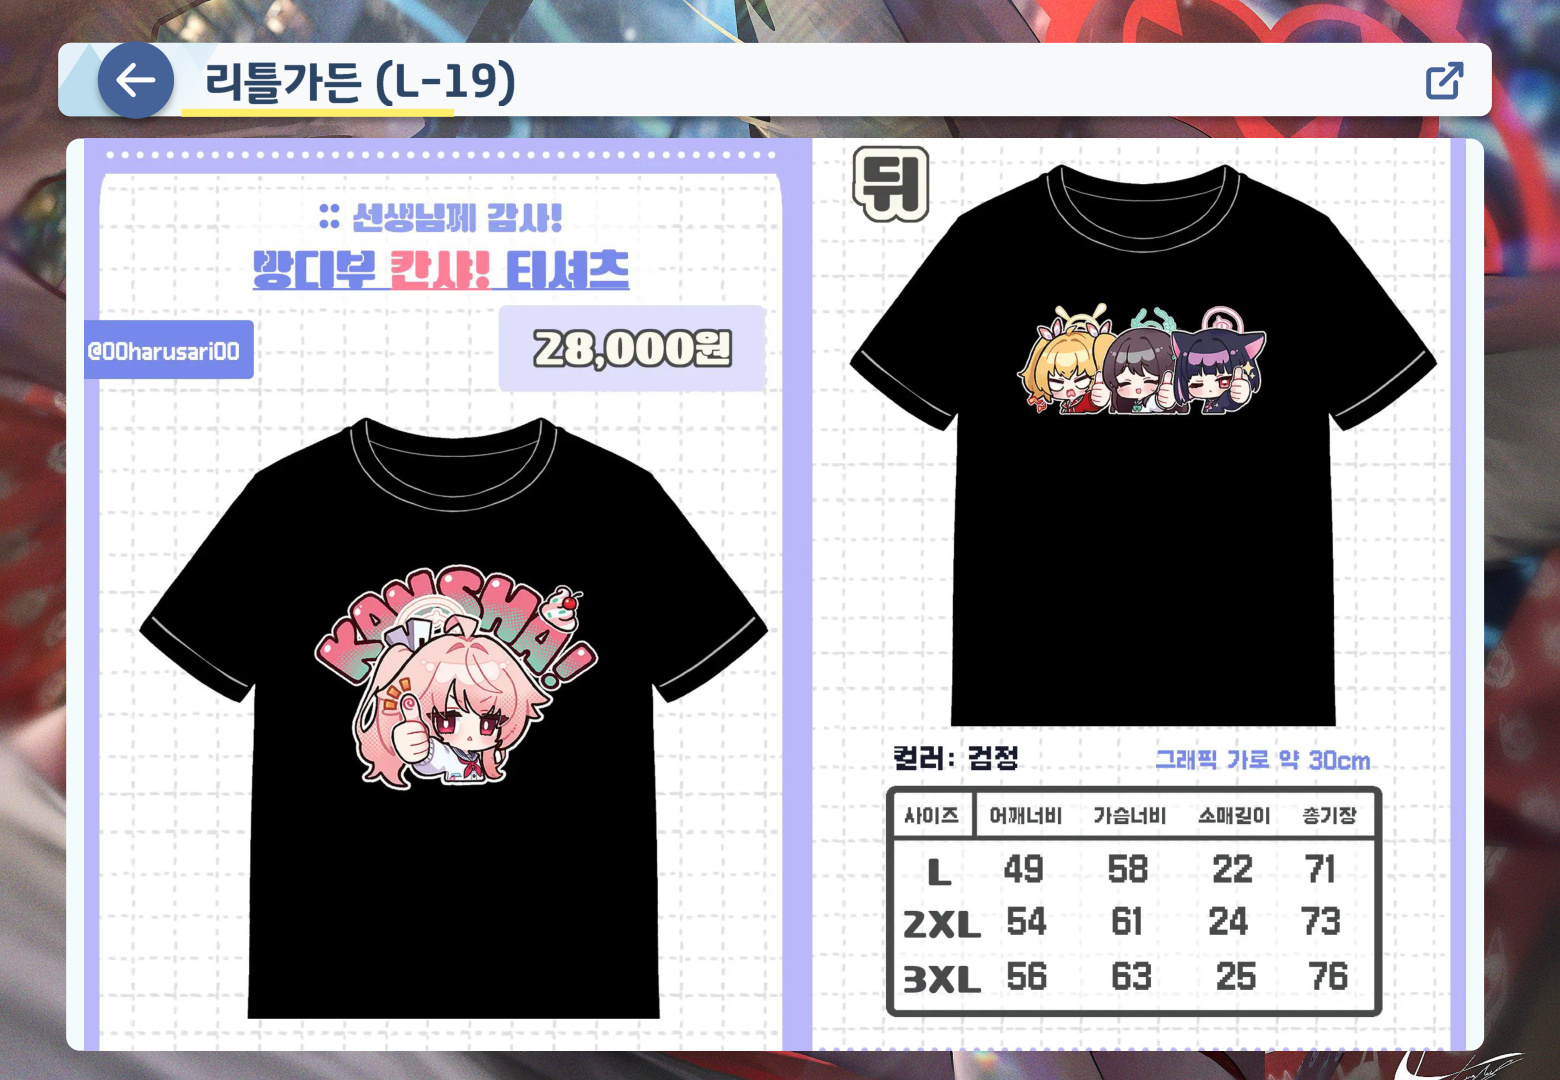 리틀가든 (L-19)
:: 선생님께 감사!
방디부 칸샤! 티셔츠
@00harusari00
28,000원
KANSHA!
뒤
컬러: 검정
그래픽 가로 약 30cm
사이즈 어깨너비 가슴너비 소매길이 총기장
L 49 58 22 71
2XL 54 61 24 73
3XL 56 63 25 76